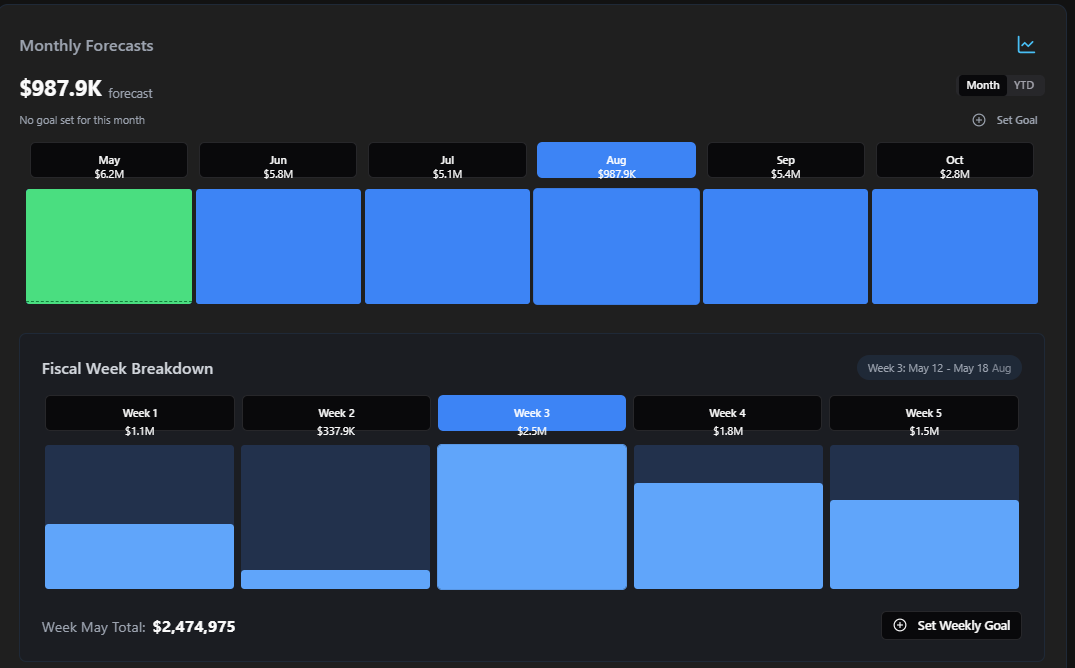 Monthly Forecasts
$987.9K forecast
Month YTD
No goal set for this month
Set Goal
May Jun Jul Aug Sep Oct
$6.2M $5.8M $5.1M $987.9K $5.4M $2.8M
Fiscal Week Breakdown
Week 3: May 12 - May 18 Aug
Week 1 Week 2 Week 3 Week 4 Week 5
$1.1M $337.9K $2.5M $1.8M $1.5M
Week May Total: $2,474,975
Set Weekly Goal